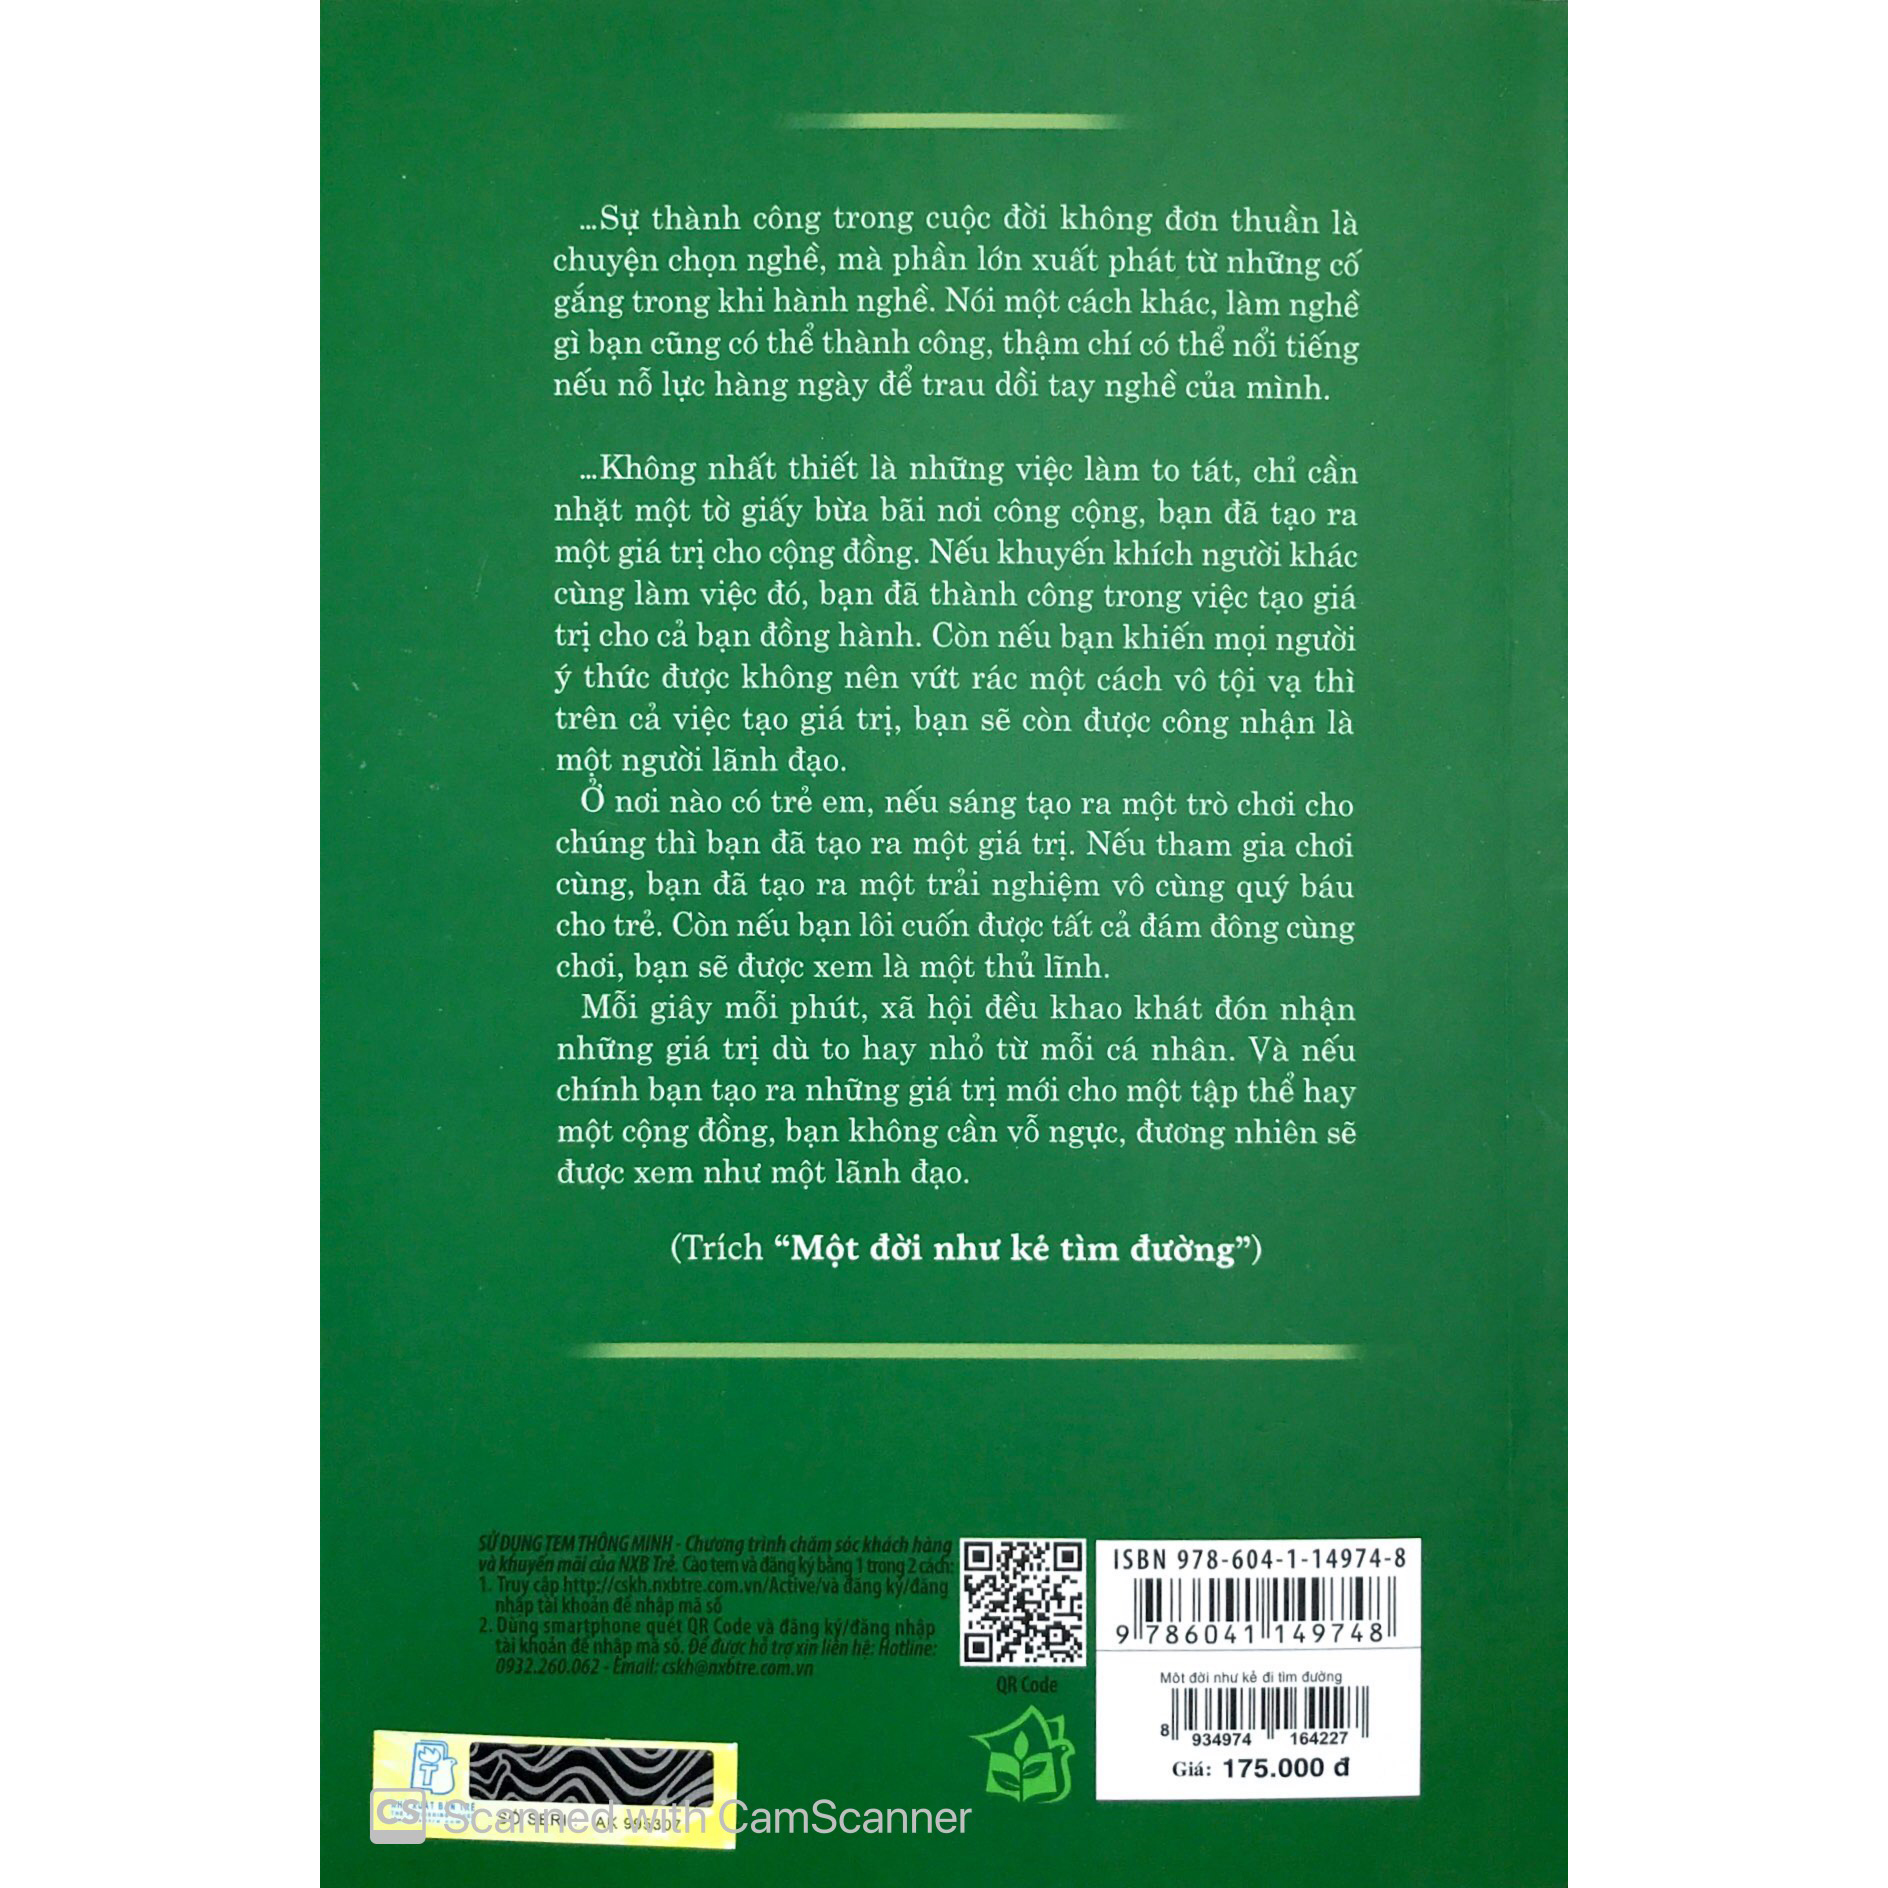 ...Sự thành công trong cuộc đời không đơn thuần là
chuyện chọn nghề, mà phần lớn xuất phát từ những cố
gắng trong khi hành nghề. Nói một cách khác, làm nghề
gì bạn cũng có thể thành công, thậm chí có thể nổi tiếng
nếu nỗ lực hàng ngày để trau dồi tay nghề của mình.
...Không nhất thiết là những việc làm to tát, chỉ cần
nhặt một tờ giấy bừa bãi nơi công cộng, bạn đã tạo ra
một giá trị cho cộng đồng. Nếu khuyến khích người khác
cùng làm việc đó, bạn đã thành công trong việc tạo giá
trị cho cả bạn đồng hành. Còn nếu bạn khiến mọi người
ý thức được không nên vứt rác một cách vô tội vạ thì
trên cả việc tạo giá trị, bạn sẽ còn được công nhận là
một người lãnh đạo.
Ở nơi nào có trẻ em, nếu sáng tạo ra một trò chơi cho
chúng thì bạn đã tạo ra một giá trị. Nếu tham gia chơi
cùng, bạn đã tạo ra một trải nghiệm vô cùng quý báu
cho trẻ. Còn nếu bạn lôi cuốn được tất cả đám đông cùng
chơi, bạn sẽ được xem là một thủ lĩnh.
Mỗi giây mỗi phút, xã hội đều khao khát đón nhận
những giá trị dù to hay nhỏ từ mỗi cá nhân. Và nếu
chính bạn tạo ra những giá trị mới cho một tập thể hay
một cộng đồng, bạn không cần vỗ ngực, đương nhiên sẽ
được xem như một lãnh đạo.
(Trích “Một đời như kẻ tìm đường”)
SỬ DỤNG TEM THÔNG MINH - Chương trình chăm sóc khách hàng
và khuyến mãi của NXB Trẻ. Cào tem và đăng ký bằng 1 trong 2 cách:
1. Truy cập http://cskh.nxbtre.com.vn/Active/và đăng ký/đăng
nhập tài khoản để nhập mã số
2. Dùng smartphone quét QR Code và đăng ký/đăng nhập
tài khoản để nhập mã số. Để được hỗ trợ xin liên hệ: Hotline:
0932.260.062 - Email: cskh@nxbtre.com.vn
QR Code
ISBN 978-604-1-14974-8
9 786041 149748
Một đời như kẻ đi tìm đường
8 934974 164227
Giá: 175.000 đ
T
SỐ SERI: AK 995307
CS Scanned with CamScanner